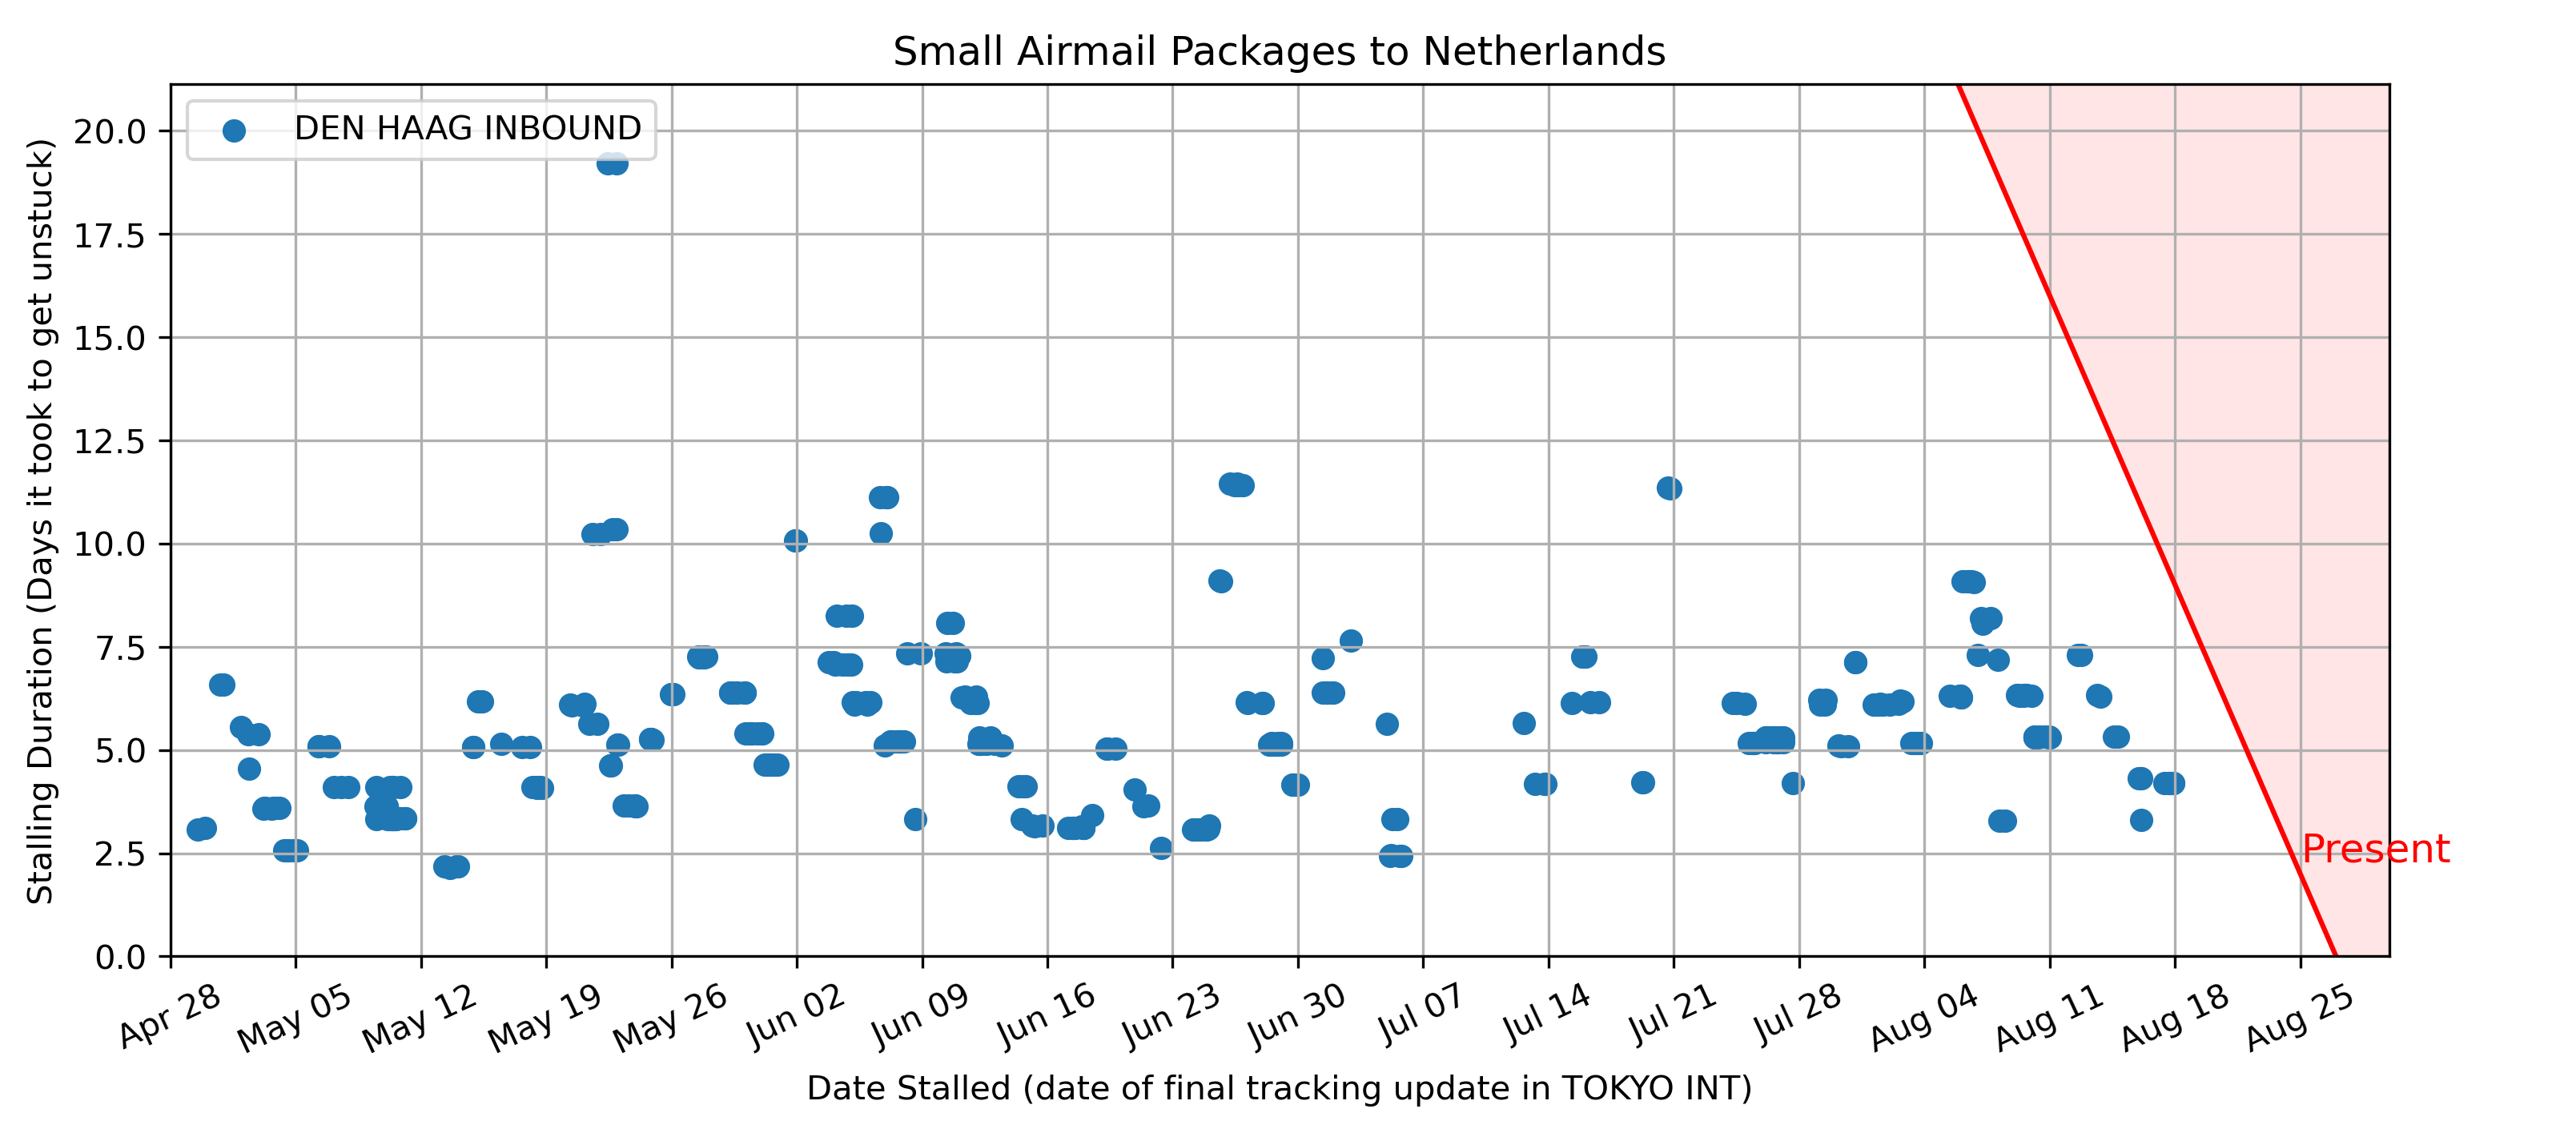 Small Airmail Packages to Netherlands
DEN HAAG INBOUND
Stalling Duration (Days it took to get unstuck)
20.0
17.5
15.0
12.5
10.0
7.5
5.0
2.5
0.0
Present
Apr 28
May 05
May 12
May 19
May 26
Jun 02
Jun 09
Jun 16
Jun 23
Jun 30
Jul 07
Jul 14
Jul 21
Jul 28
Aug 04
Aug 11
Aug 18
Aug 25
Date Stalled (date of final tracking update in TOKYO INT)